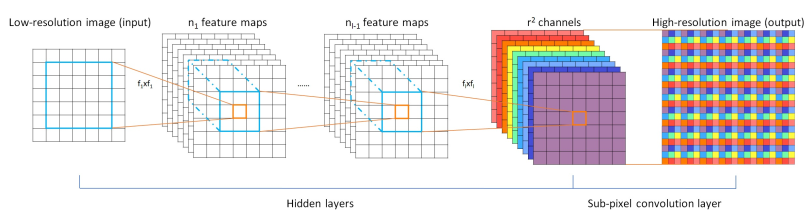 Low-resolution image (input)
n₁ feature maps
nₗ₋₁ feature maps
r² channels
High-resolution image (output)
f₁xf₁
......
fₗxfₗ
Hidden layers
Sub-pixel convolution layer